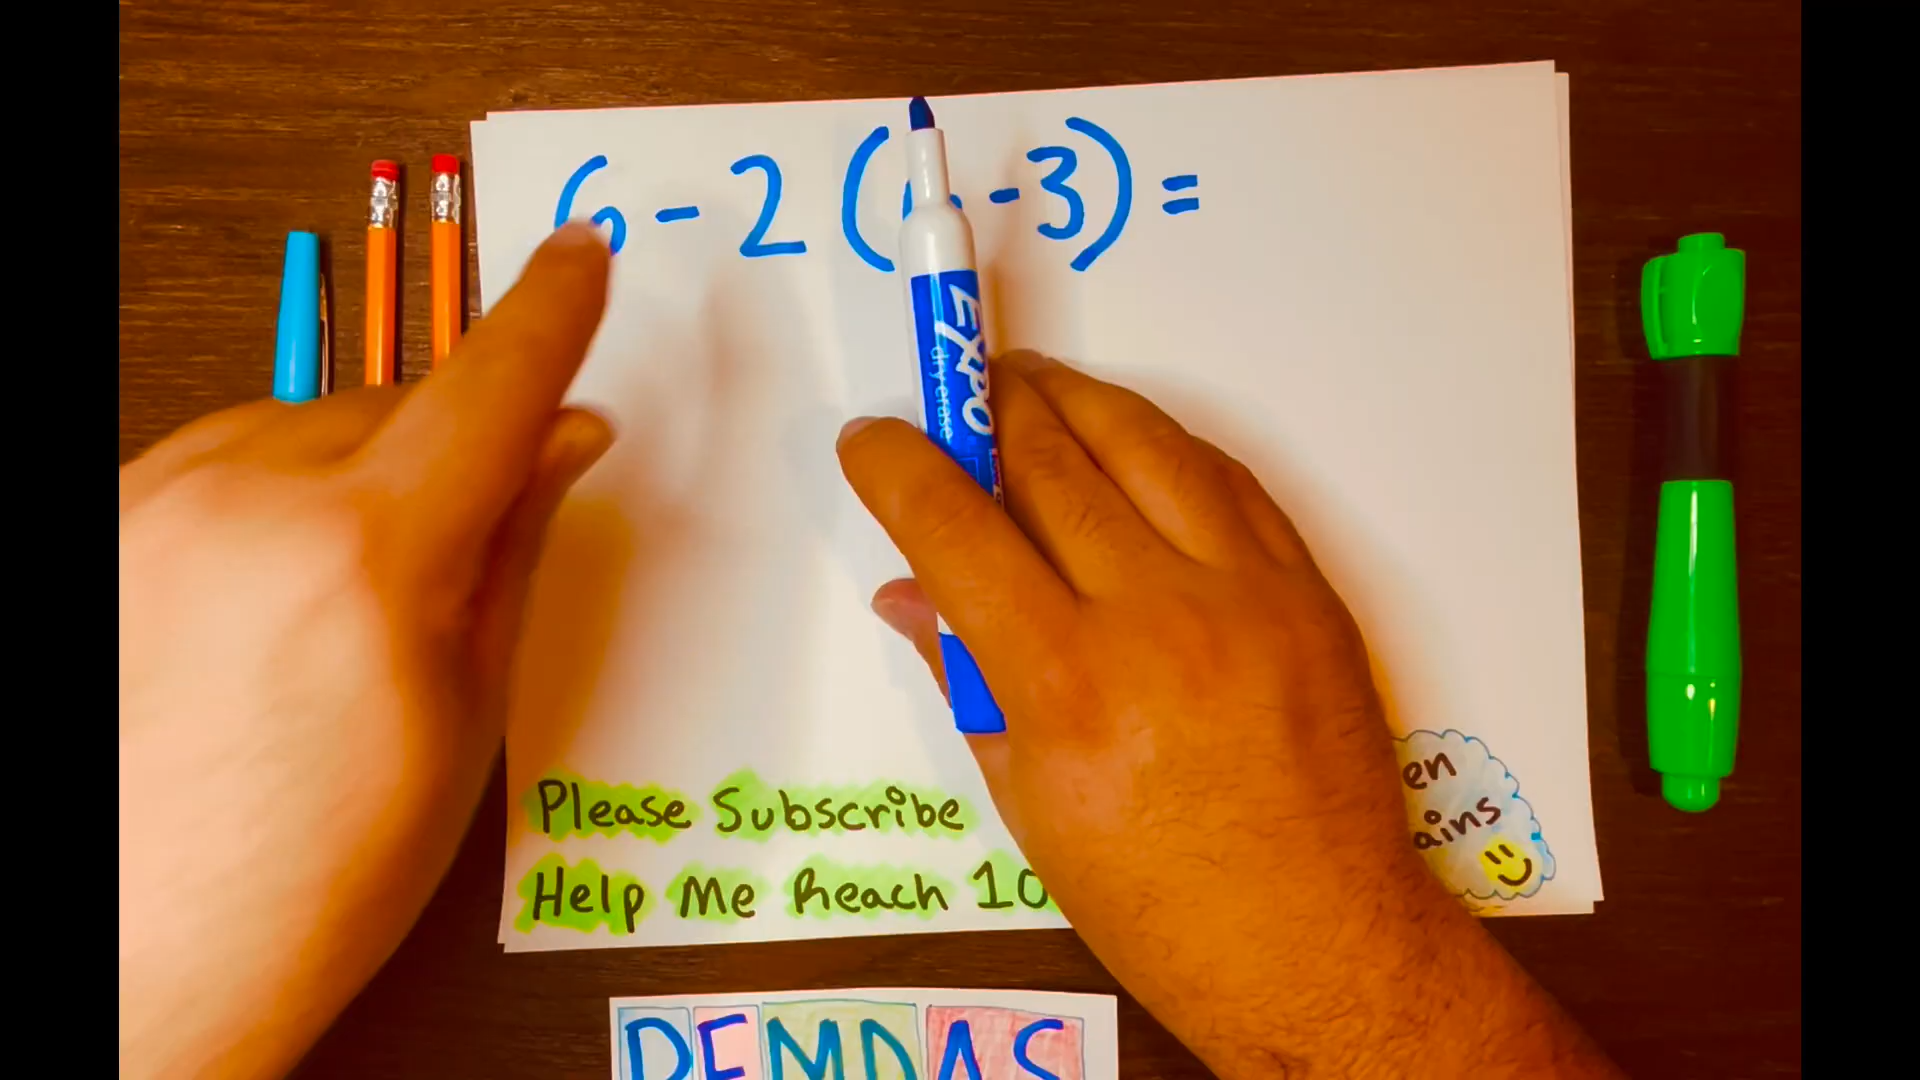 6 - 2 ( - 3) =
EXPO
dry erase
en
ains
Please Subscribe
Help Me Reach 10
PEMDAS